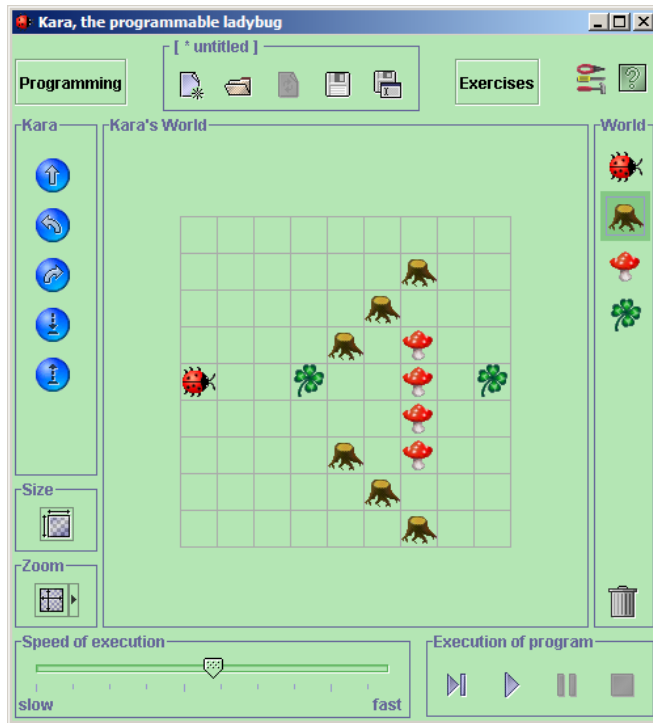 Kara, the programmable ladybug
[ * untitled ]
Programming
Exercises
Kara
Kara's World
World
Size
Zoom
Speed of execution
slow
fast
Execution of program